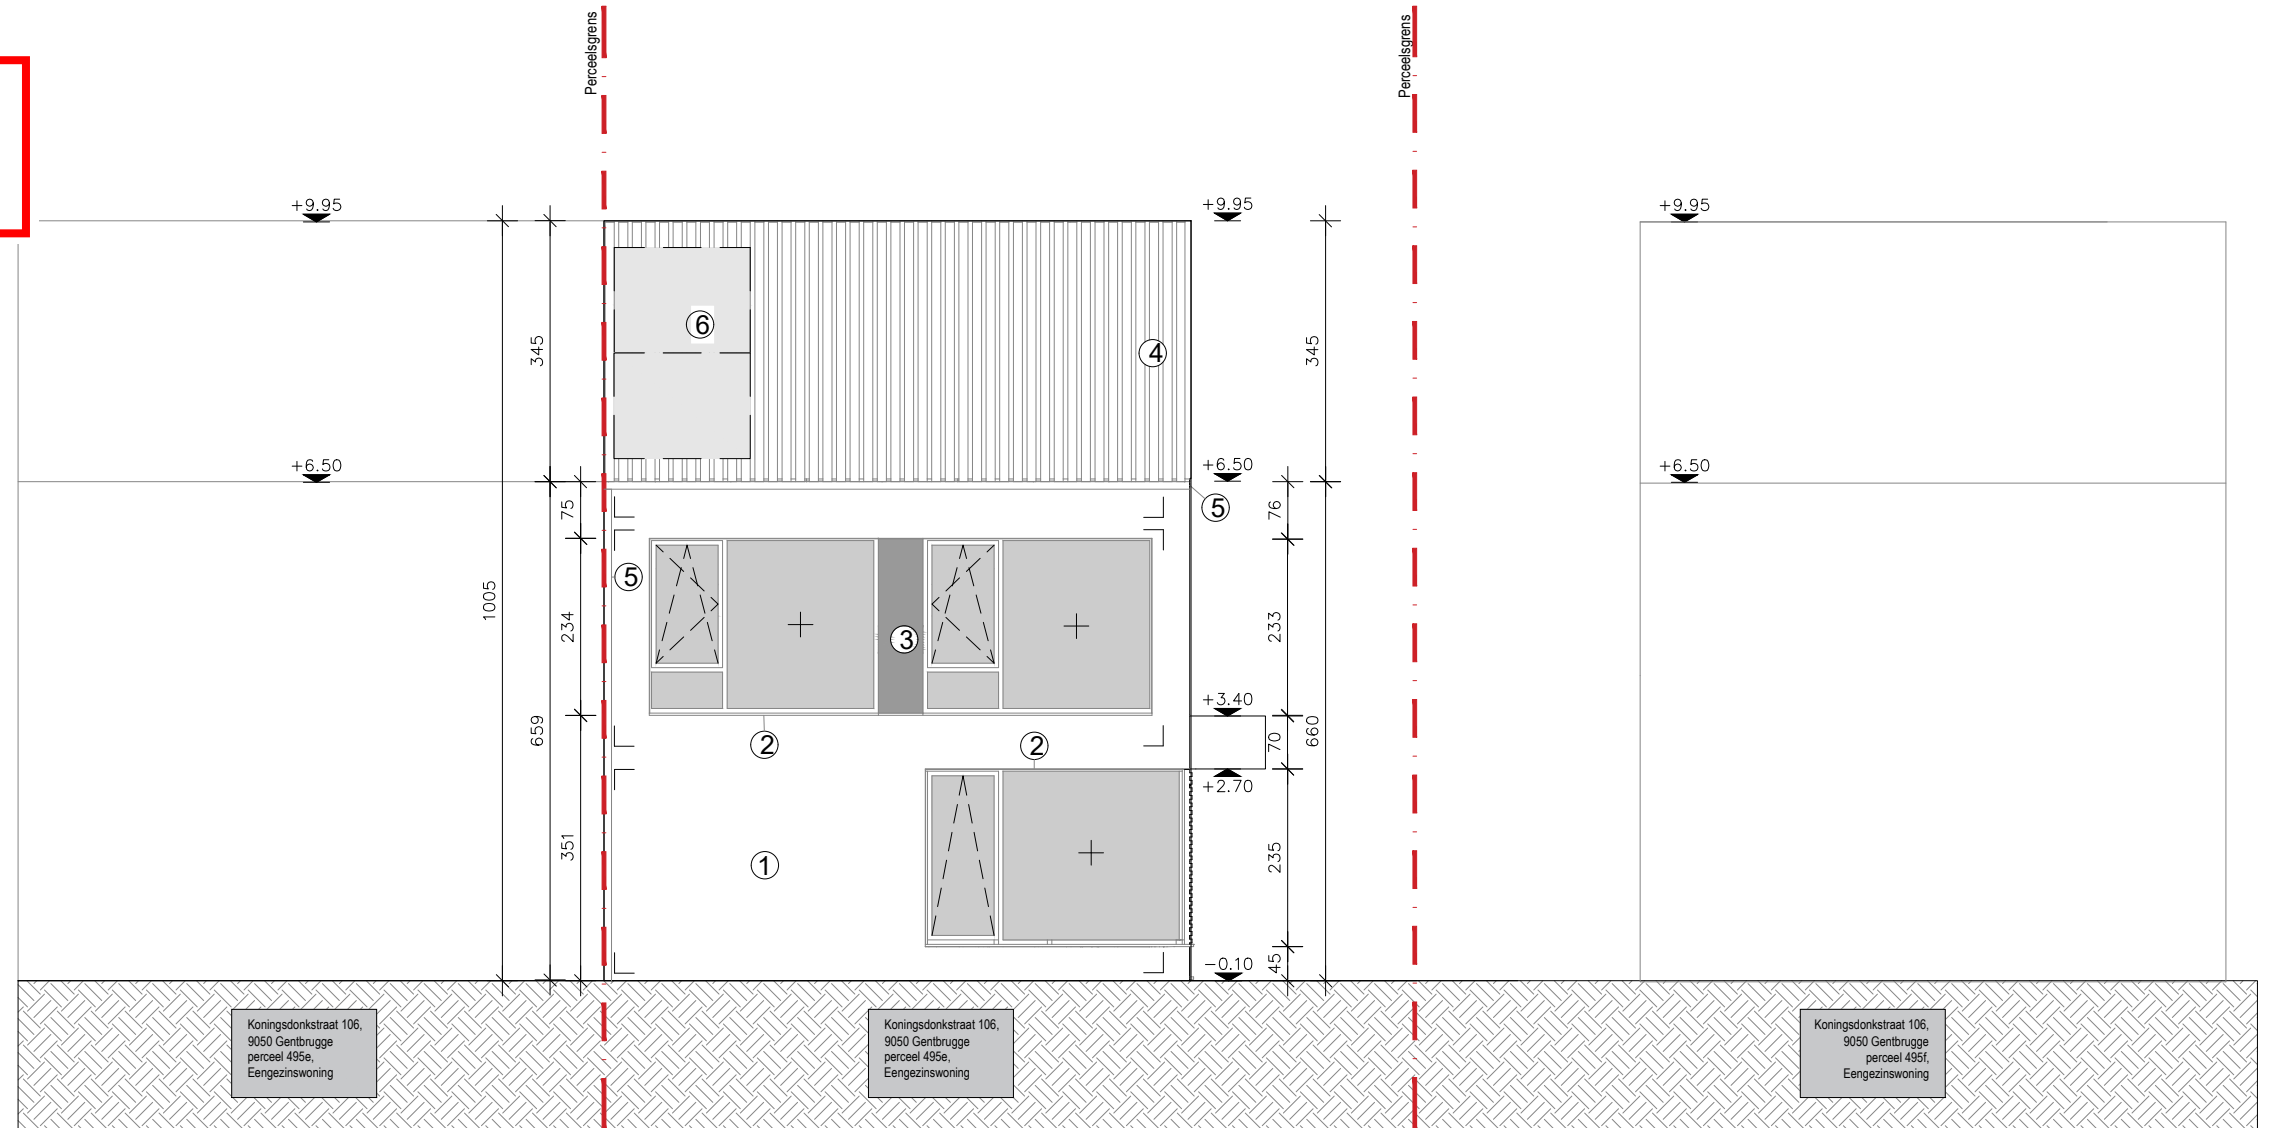 Perceelsgrens
Perceelsgrens
+9.95
+9.95
+9.95
345
6
4
345
+6.50
+6.50
+6.50
75
5
76
5
1005
234
3
233
659
2
2
+3.40
70
660
+2.70
351
1
235
45
-0.10
Koningsdonkstraat 106,
9050 Gentbrugge
perceel 495e,
Eengezinswoning
Koningsdonkstraat 106,
9050 Gentbrugge
perceel 495e,
Eengezinswoning
Koningsdonkstraat 106,
9050 Gentbrugge
perceel 495f,
Eengezinswoning